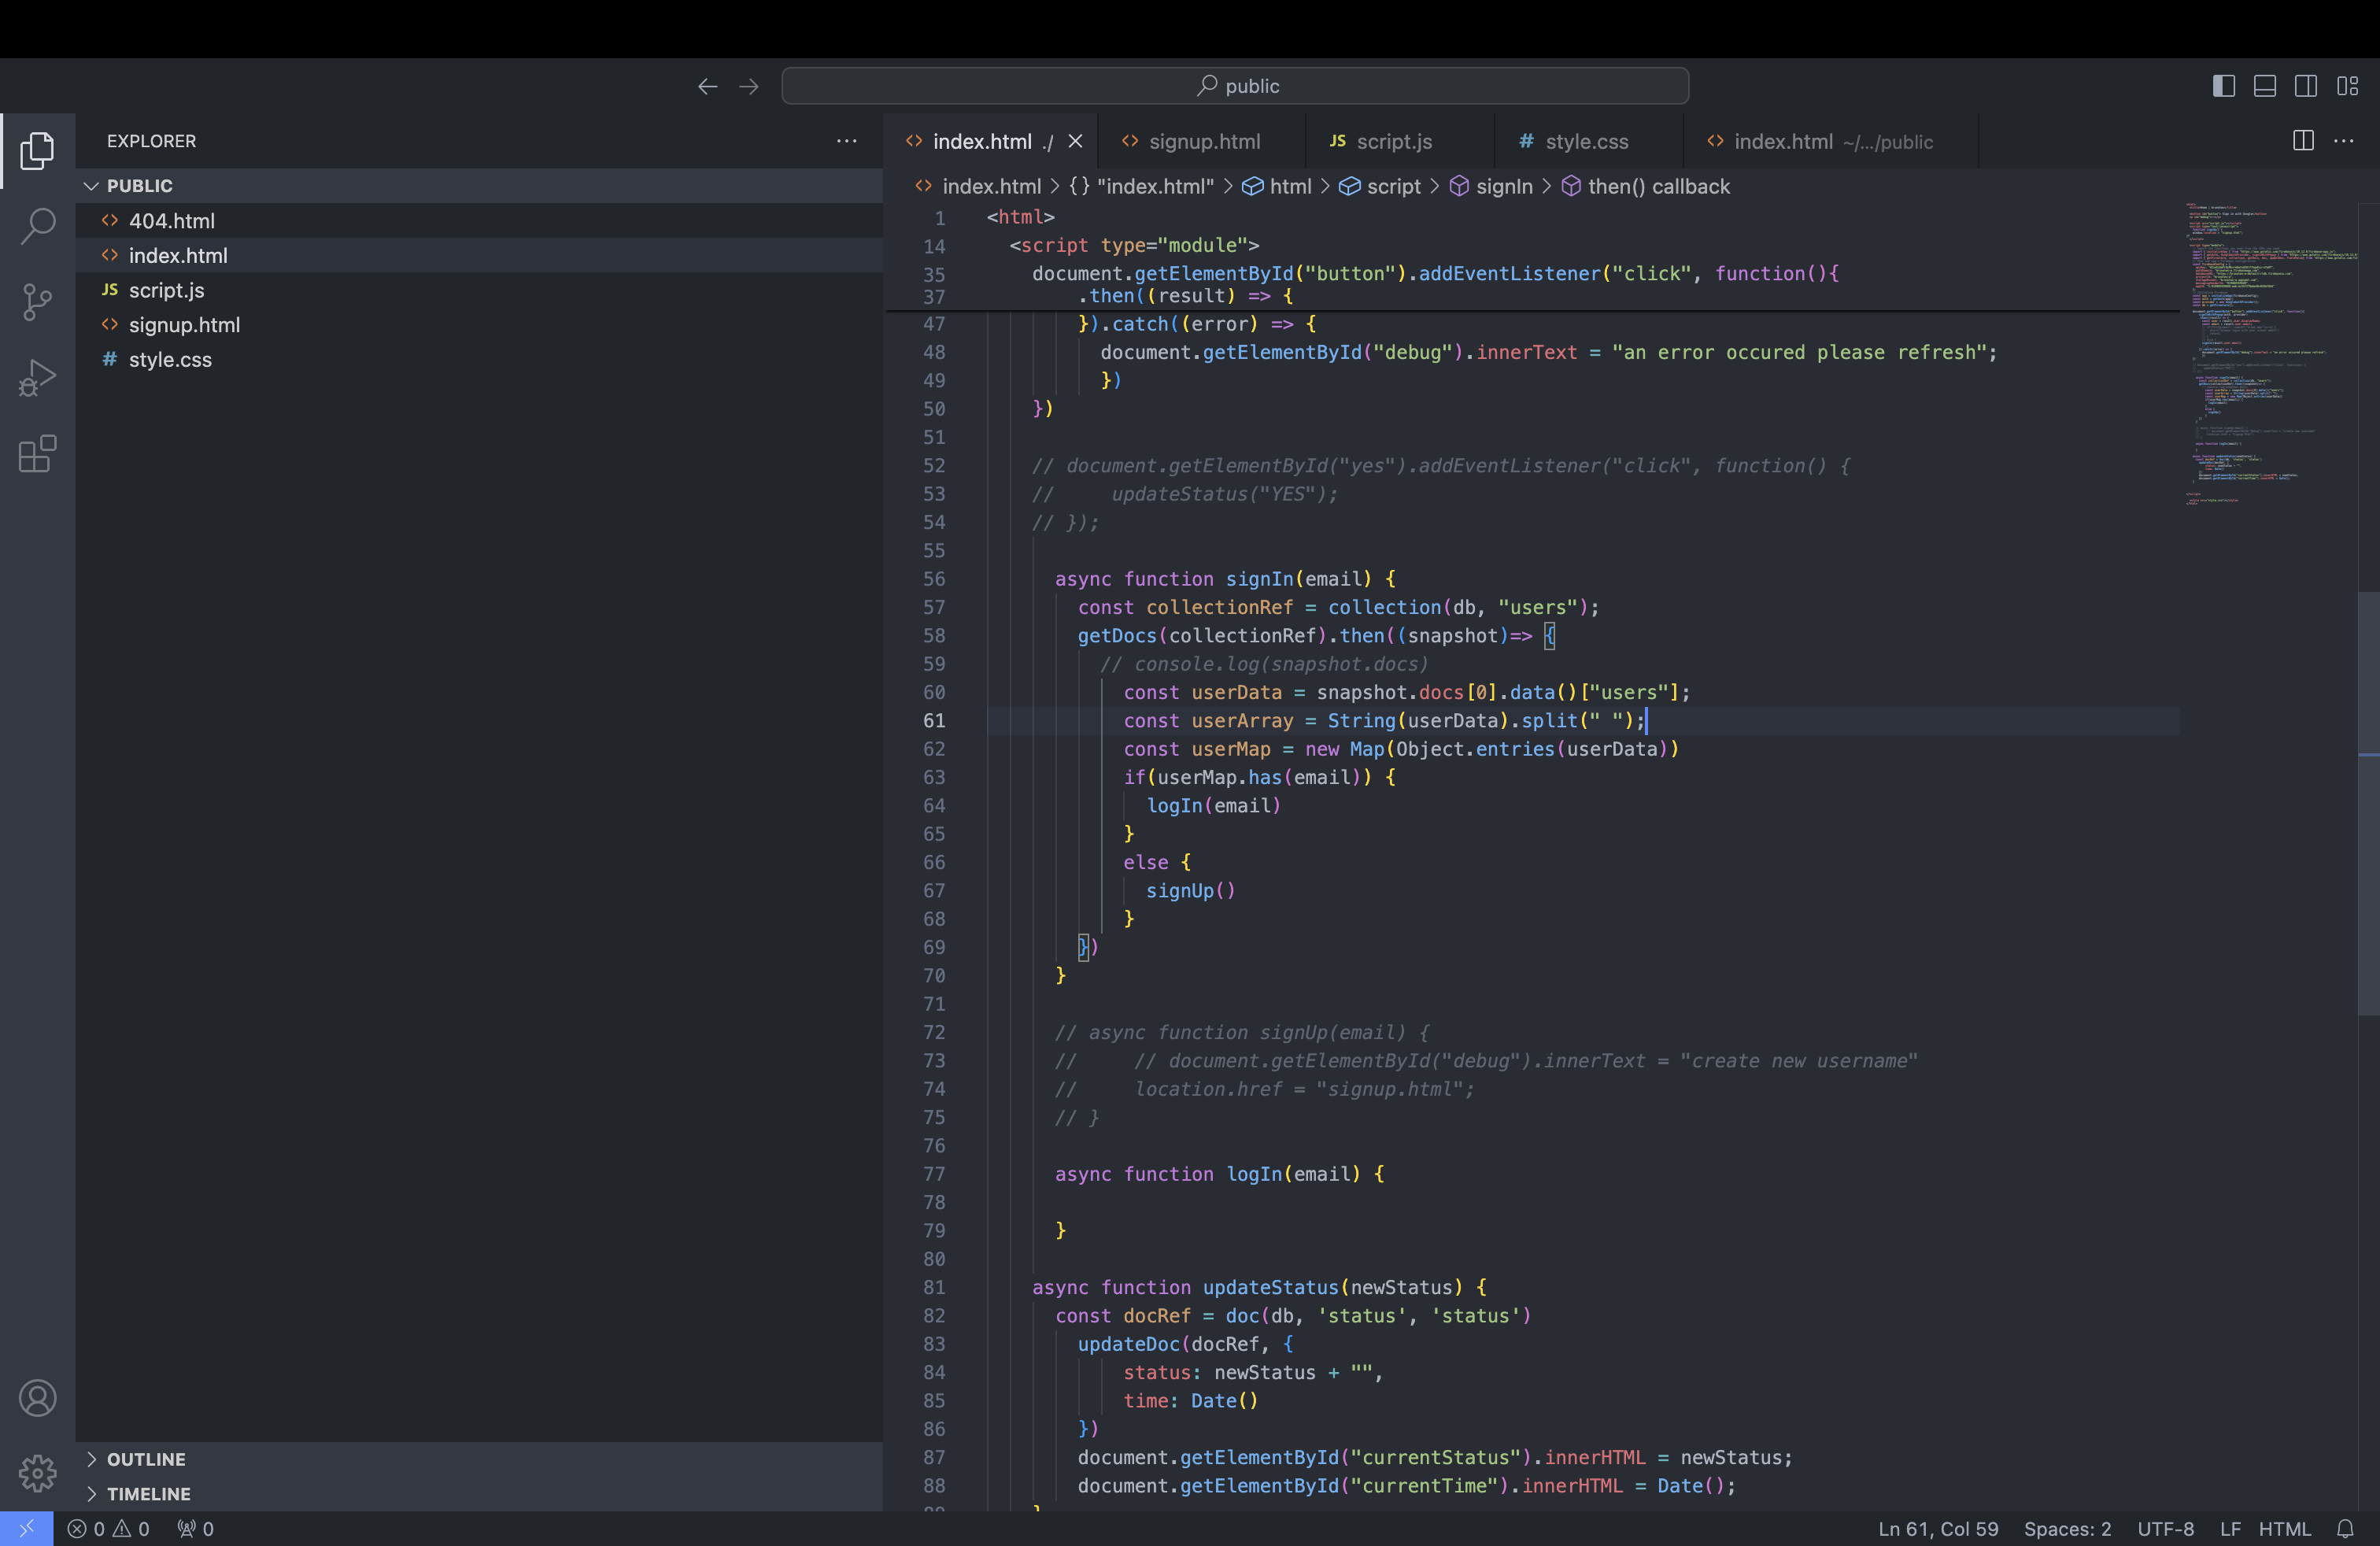 public
EXPLORER
PUBLIC
404.html
index.html
JS script.js
signup.html
# style.css
OUTLINE
TIMELINE
index.html ./
signup.html
JS script.js
# style.css
index.html ~/.../public
index.html > {} "index.html" > html > script > signIn > then() callback
1 <html>
14 <script type="module">
35 document.getElementById("button").addEventListener("click", function(){
37 .then((result) => {
47 }).catch((error) => {
48 document.getElementById("debug").innerText = "an error occured please refresh";
49 })
50 })
51
52 // document.getElementById("yes").addEventListener("click", function() {
53 // updateStatus("YES");
54 // });
55
56 async function signIn(email) {
57 const collectionRef = collection(db, "users");
58 getDocs(collectionRef).then((snapshot)=> {
59 // console.log(snapshot.docs)
60 const userData = snapshot.docs[0].data()["users"];
61 const userArray = String(userData).split(" ");
62 const userMap = new Map(Object.entries(userData))
63 if(userMap.has(email)) {
64 logIn(email)
65 }
66 else {
67 signUp()
68 }
69 })
70 }
71
72 // async function signUp(email) {
73 // // document.getElementById("debug").innerText = "create new username"
74 // location.href = "signup.html";
75 // }
76
77 async function logIn(email) {
78
79 }
80
81 async function updateStatus(newStatus) {
82 const docRef = doc(db, 'status', 'status')
83 updateDoc(docRef, {
84 status: newStatus + "",
85 time: Date()
86 })
87 document.getElementById("currentStatus").innerHTML = newStatus;
88 document.getElementById("currentTime").innerHTML = Date();
0 0 0
Ln 61, Col 59 Spaces: 2 UTF-8 LF HTML